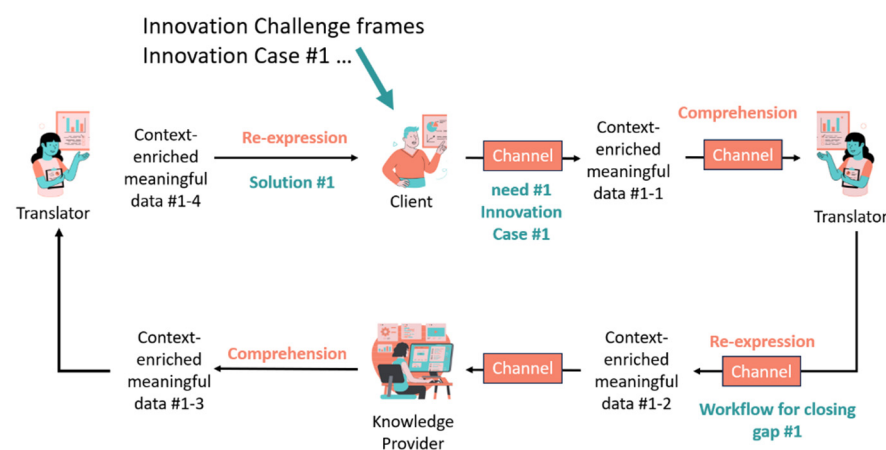 Innovation Challenge frames
Innovation Case #1 ...
Context-
enriched
meaningful
data #1-4
Re-expression
Solution #1
Translator
Client
Channel
need #1
Innovation
Case #1
Context-
enriched
meaningful
data #1-1
Comprehension
Channel
Translator
Context-
enriched
meaningful
data #1-3
Comprehension
Knowledge
Provider
Channel
Context-
enriched
meaningful
data #1-2
Re-expression
Channel
Workflow for closing
gap #1